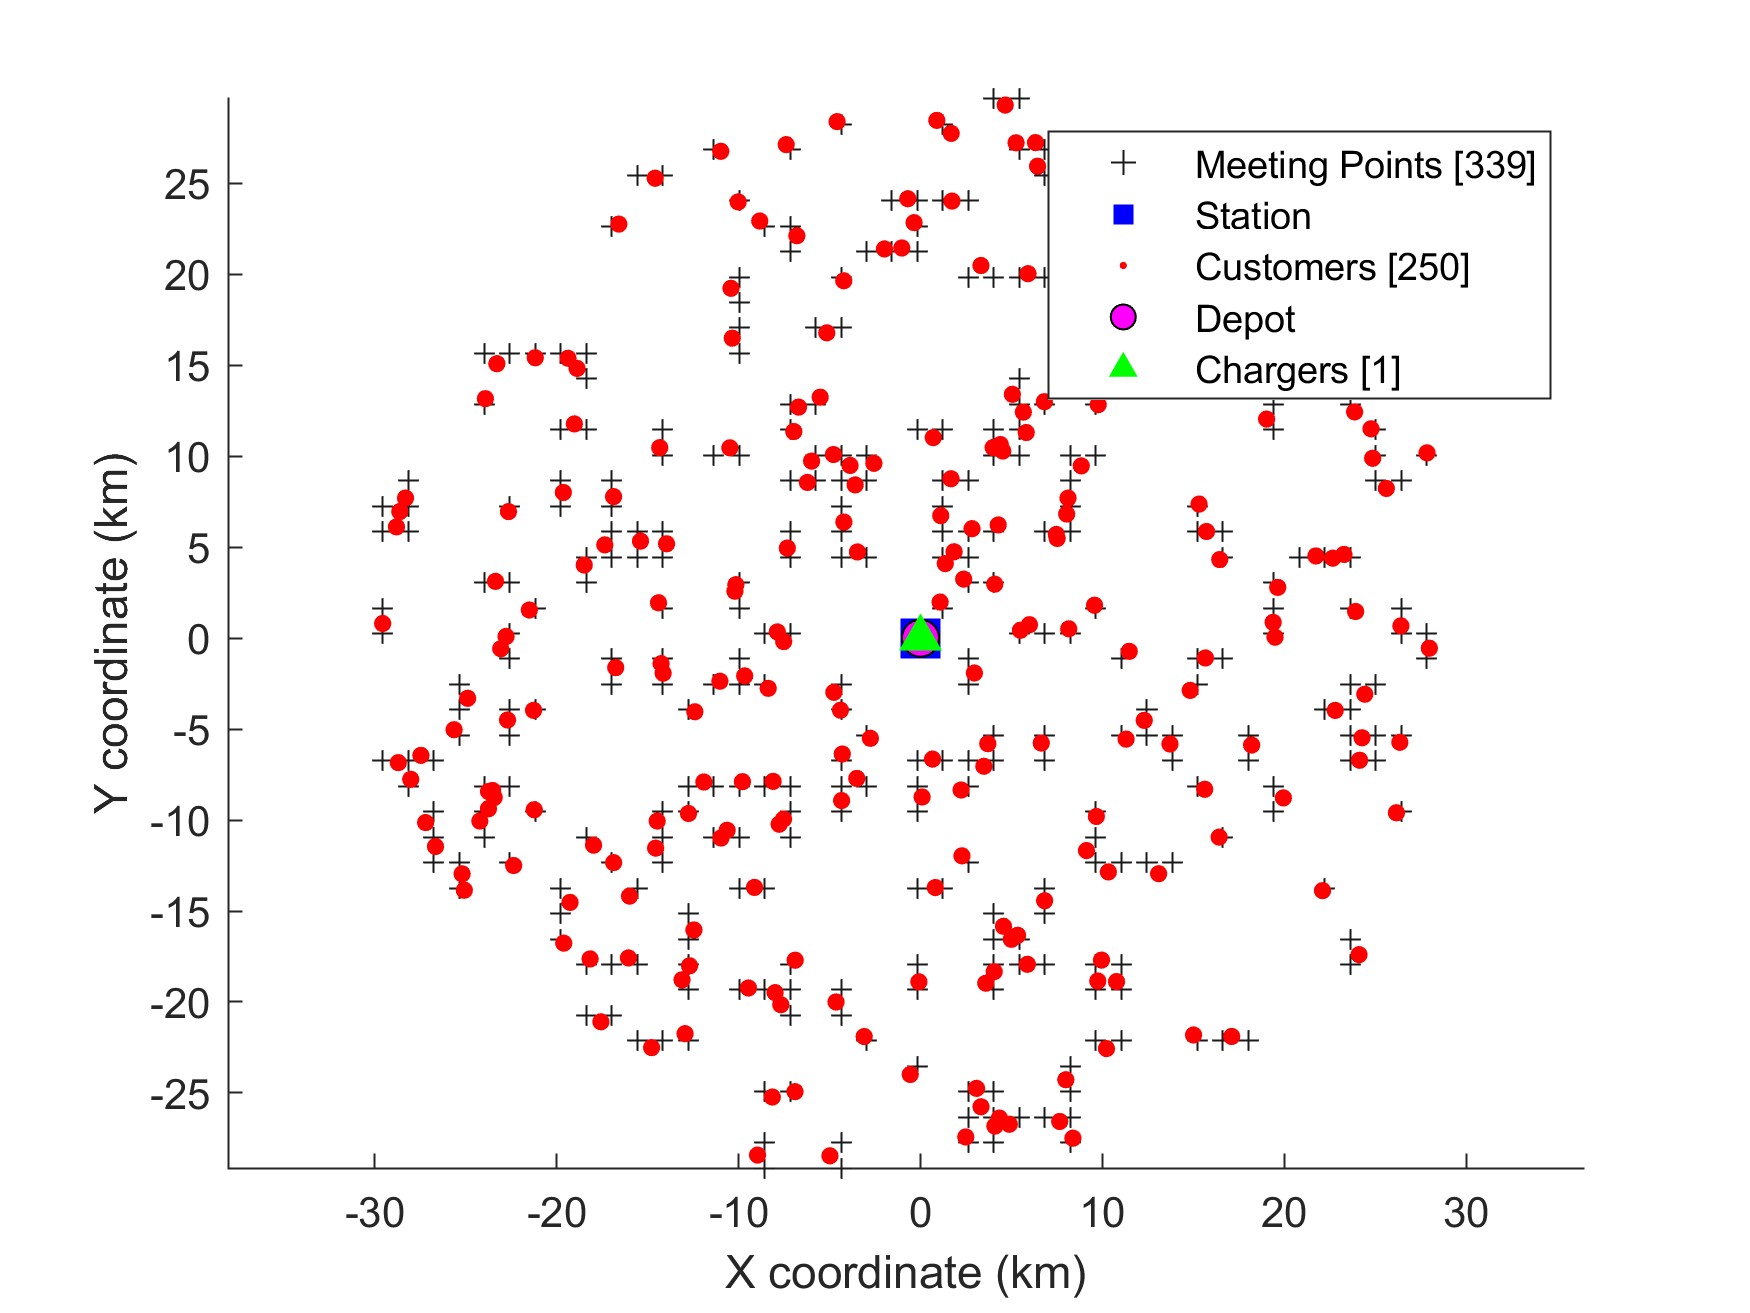 25
20
15
10
5
0
-5
-10
-15
-20
-25
Y coordinate (km)
Meeting Points [339]
Station
Customers [250]
Depot
Chargers [1]
-30 -20 -10 0 10 20 30
X coordinate (km)